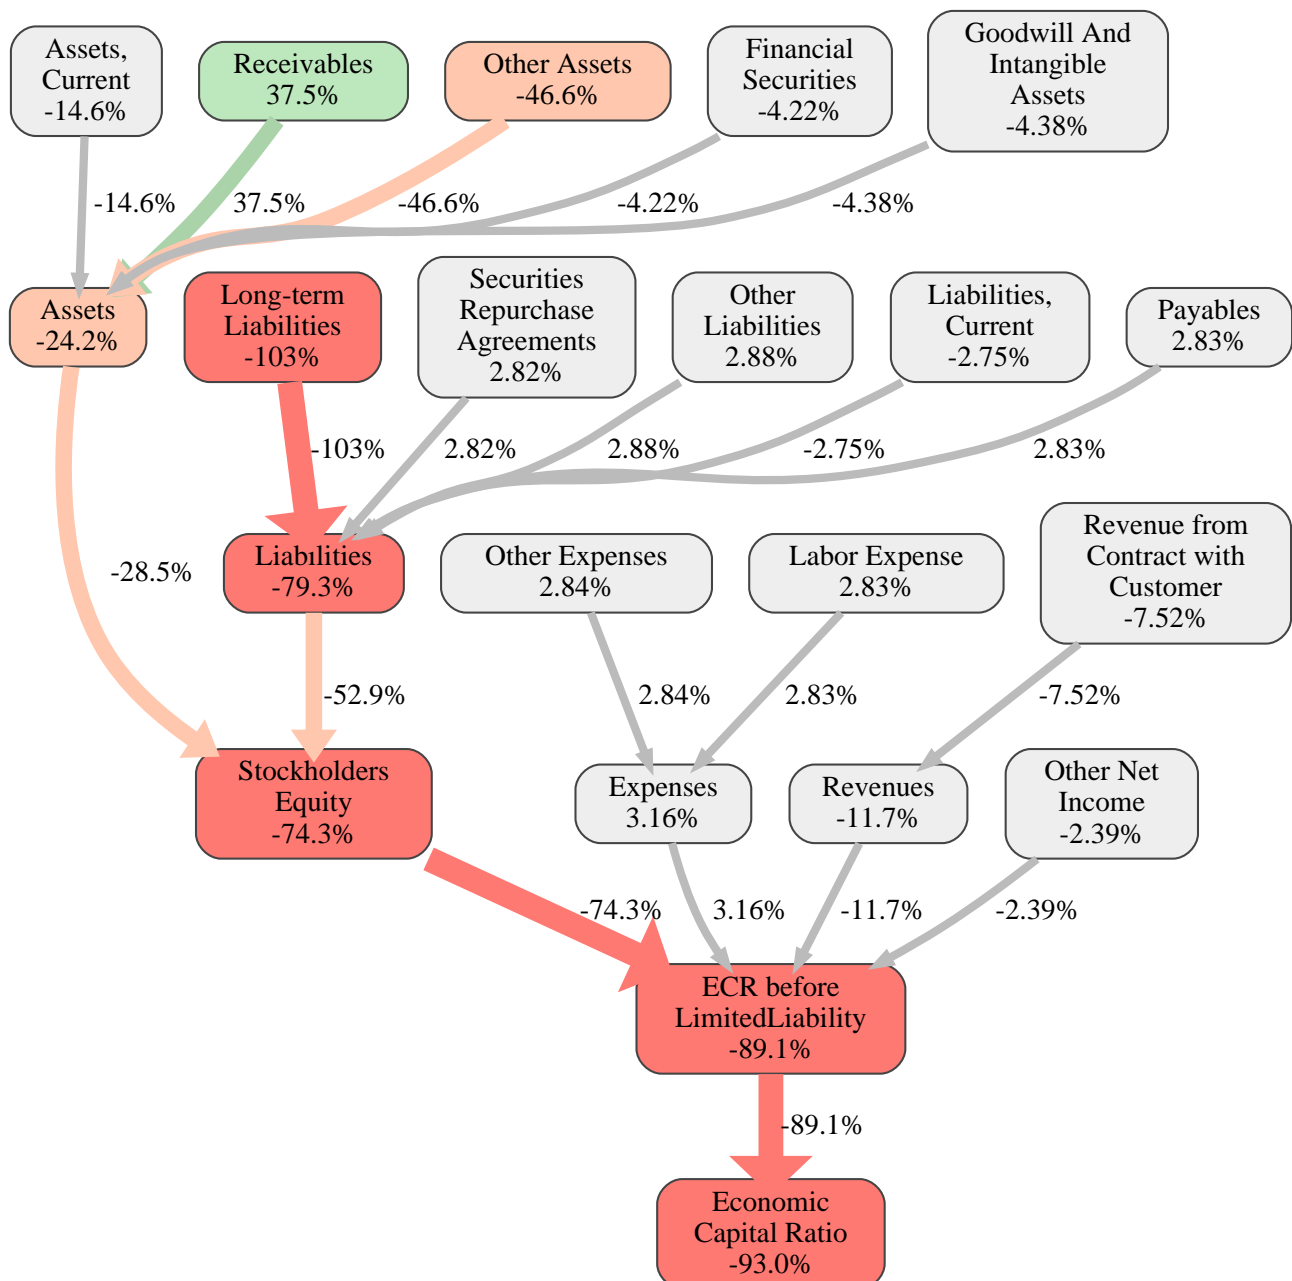 Assets,
Current
-14.6%
Receivables
37.5%
Other Assets
-46.6%
Financial
Securities
-4.22%
Goodwill And
Intangible
Assets
-4.38%
-14.6%
37.5%
-46.6%
-4.22%
-4.38%
Assets
-24.2%
Long-term
Liabilities
-103%
Securities
Repurchase
Agreements
2.82%
Other
Liabilities
2.88%
Liabilities,
Current
-2.75%
Payables
2.83%
-103%
2.82%
2.88%
-2.75%
2.83%
-28.5%
Liabilities
-79.3%
Other Expenses
2.84%
Labor Expense
2.83%
Revenue from
Contract with
Customer
-7.52%
-52.9%
2.84%
2.83%
-7.52%
Stockholders
Equity
-74.3%
Expenses
3.16%
Revenues
-11.7%
Other Net
Income
-2.39%
-74.3%
3.16%
-11.7%
-2.39%
ECR before
LimitedLiability
-89.1%
-89.1%
Economic
Capital Ratio
-93.0%